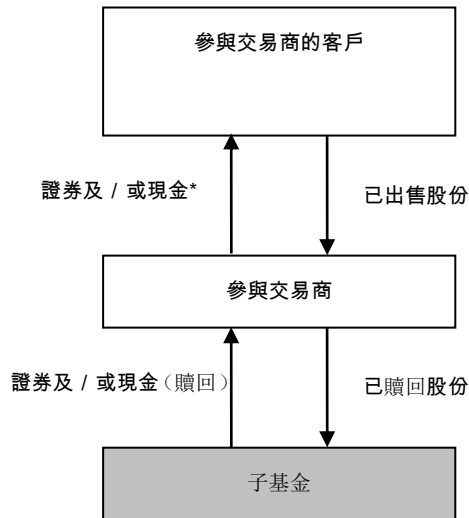 參與交易商的客戶
證券及 / 或現金*
已出售股份
參與交易商
證券及 / 或現金（贖回）
已贖回股份
子基金